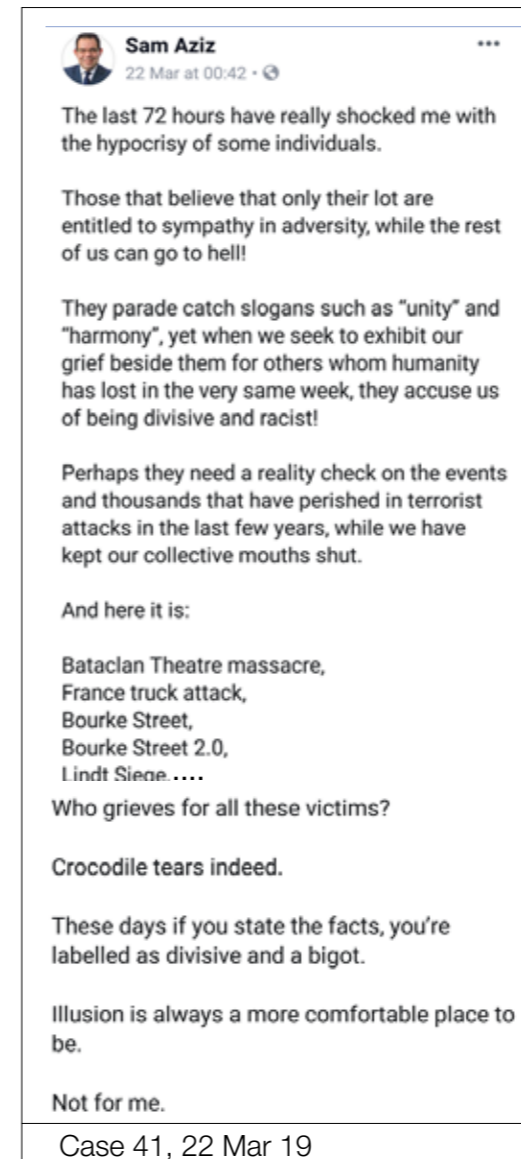 Sam Aziz
...
22 Mar at 00:42 ·
The last 72 hours have really shocked me with
the hypocrisy of some individuals.
Those that believe that only their lot are
entitled to sympathy in adversity, while the rest
of us can go to hell!
They parade catch slogans such as "unity" and
"harmony", yet when we seek to exhibit our
grief beside them for others whom humanity
has lost in the very same week, they accuse us
of being divisive and racist!
Perhaps they need a reality check on the events
and thousands that have perished in terrorist
attacks in the last few years, while we have
kept our collective mouths shut.
And here it is:
Bataclan Theatre massacre,
France truck attack,
Bourke Street,
Bourke Street 2.0,
Lindt Siege.....
Who grieves for all these victims?
Crocodile tears indeed.
These days if you state the facts, you're
labelled as divisive and a bigot.
Illusion is always a more comfortable place to
be.
Not for me.
Case 41, 22 Mar 19